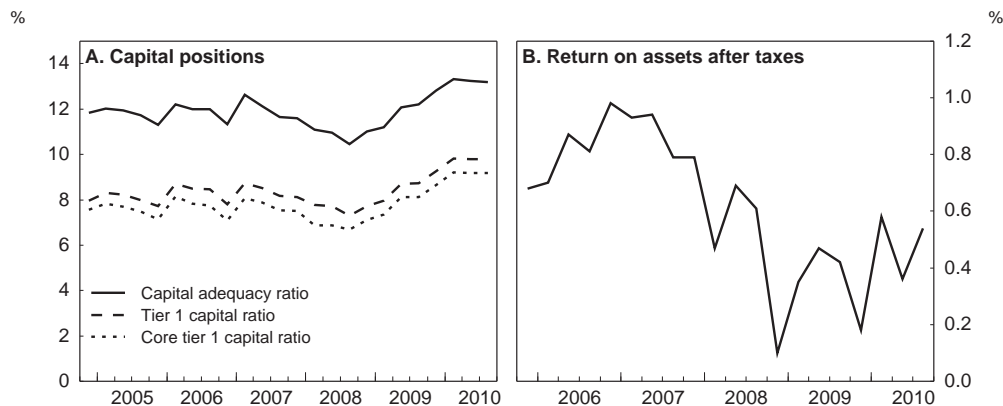 % %
A. Capital positions
14
12
10
8
6
4
2
0
Capital adequacy ratio
Tier 1 capital ratio
Core tier 1 capital ratio
2005 2006 2007 2008 2009 2010
B. Return on assets after taxes
1.2
1.0
0.8
0.6
0.4
0.2
0.0
2006 2007 2008 2009 2010